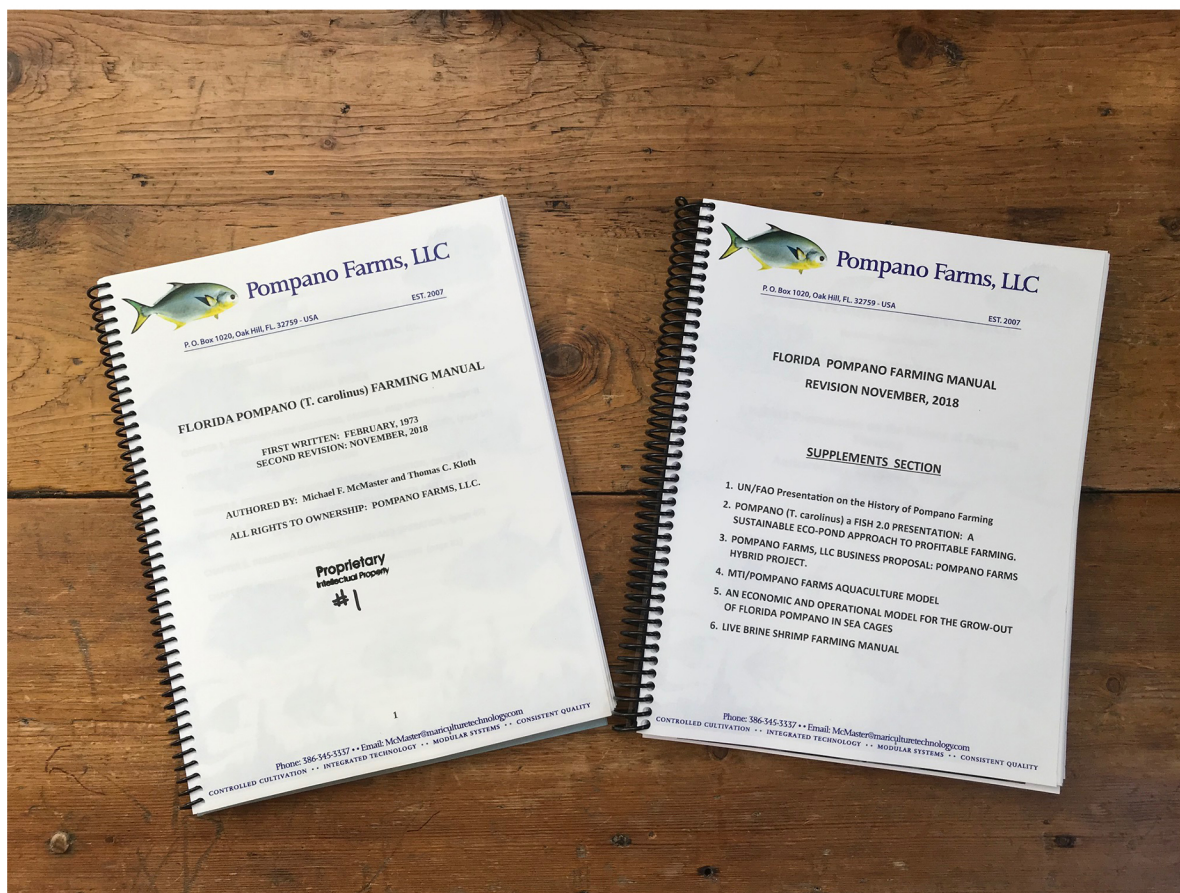 Pompano Farms, LLC
P. O. Box 1020, Oak Hill, FL. 32759 - USA
EST. 2007
FLORIDA POMPANO (T. carolinus) FARMING MANUAL
FIRST WRITTEN: FEBRUARY, 1973
SECOND REVISION: NOVEMBER, 2018
AUTHORED BY: Michael F. McMaster and Thomas C. Kloth
ALL RIGHTS TO OWNERSHIP: POMPANO FARMS, LLC.
Proprietary
Intellectual Property
#1
1
Phone: 386-345-3337 • • Email: McMaster@mariculturetechnology.com
CONTROLLED CULTIVATION • • INTEGRATED TECHNOLOGY • • MODULAR SYSTEMS • • CONSISTENT QUALITY
Pompano Farms, LLC
P. O. Box 1020, Oak Hill, FL. 32759 - USA
EST. 2007
FLORIDA POMPANO FARMING MANUAL
REVISION NOVEMBER, 2018
SUPPLEMENTS SECTION
1. UN/FAO Presentation on the History of Pompano Farming
2. POMPANO (T. carolinus) a FISH 2.0 PRESENTATION: A
SUSTAINABLE ECO-POND APPROACH TO PROFITABLE FARMING.
3. POMPANO FARMS, LLC BUSINESS PROPOSAL: POMPANO FARMS
HYBRID PROJECT.
4. MTI/POMPANO FARMS AQUACULTURE MODEL
5. AN ECONOMIC AND OPERATIONAL MODEL FOR THE GROW-OUT
OF FLORIDA POMPANO IN SEA CAGES
6. LIVE BRINE SHRIMP FARMING MANUAL
Phone: 386-345-3337 • • Email: McMaster@mariculturetechnology.com
CONTROLLED CULTIVATION • • INTEGRATED TECHNOLOGY • • MODULAR SYSTEMS • • CONSISTENT QUALITY